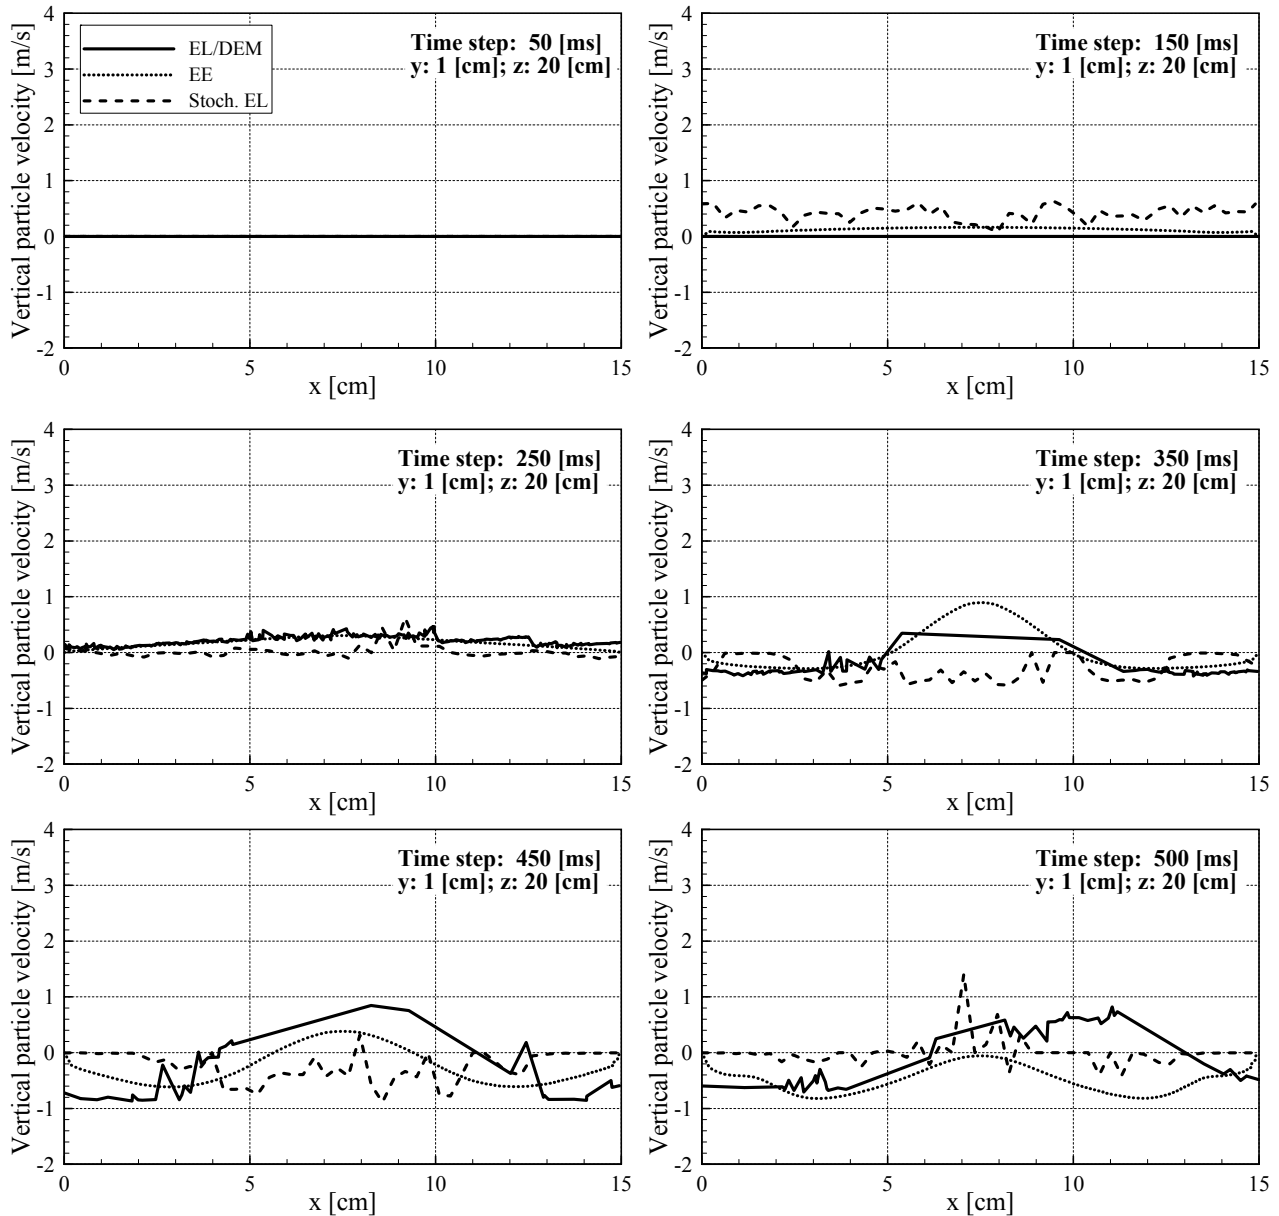 Vertical particle velocity [m/s]
4
3
2
1
0
-1
-2
EL/DEM
EE
Stoch. EL
Time step: 50 [ms]
y: 1 [cm]; z: 20 [cm]
0
5
10
15
x [cm]
Vertical particle velocity [m/s]
4
3
2
1
0
-1
-2
Time step: 150 [ms]
y: 1 [cm]; z: 20 [cm]
0
5
10
15
x [cm]
Vertical particle velocity [m/s]
4
3
2
1
0
-1
-2
Time step: 250 [ms]
y: 1 [cm]; z: 20 [cm]
0
5
10
15
x [cm]
Vertical particle velocity [m/s]
4
3
2
1
0
-1
-2
Time step: 350 [ms]
y: 1 [cm]; z: 20 [cm]
0
5
10
15
x [cm]
Vertical particle velocity [m/s]
4
3
2
1
0
-1
-2
Time step: 450 [ms]
y: 1 [cm]; z: 20 [cm]
0
5
10
15
x [cm]
Vertical particle velocity [m/s]
4
3
2
1
0
-1
-2
Time step: 500 [ms]
y: 1 [cm]; z: 20 [cm]
0
5
10
15
x [cm]